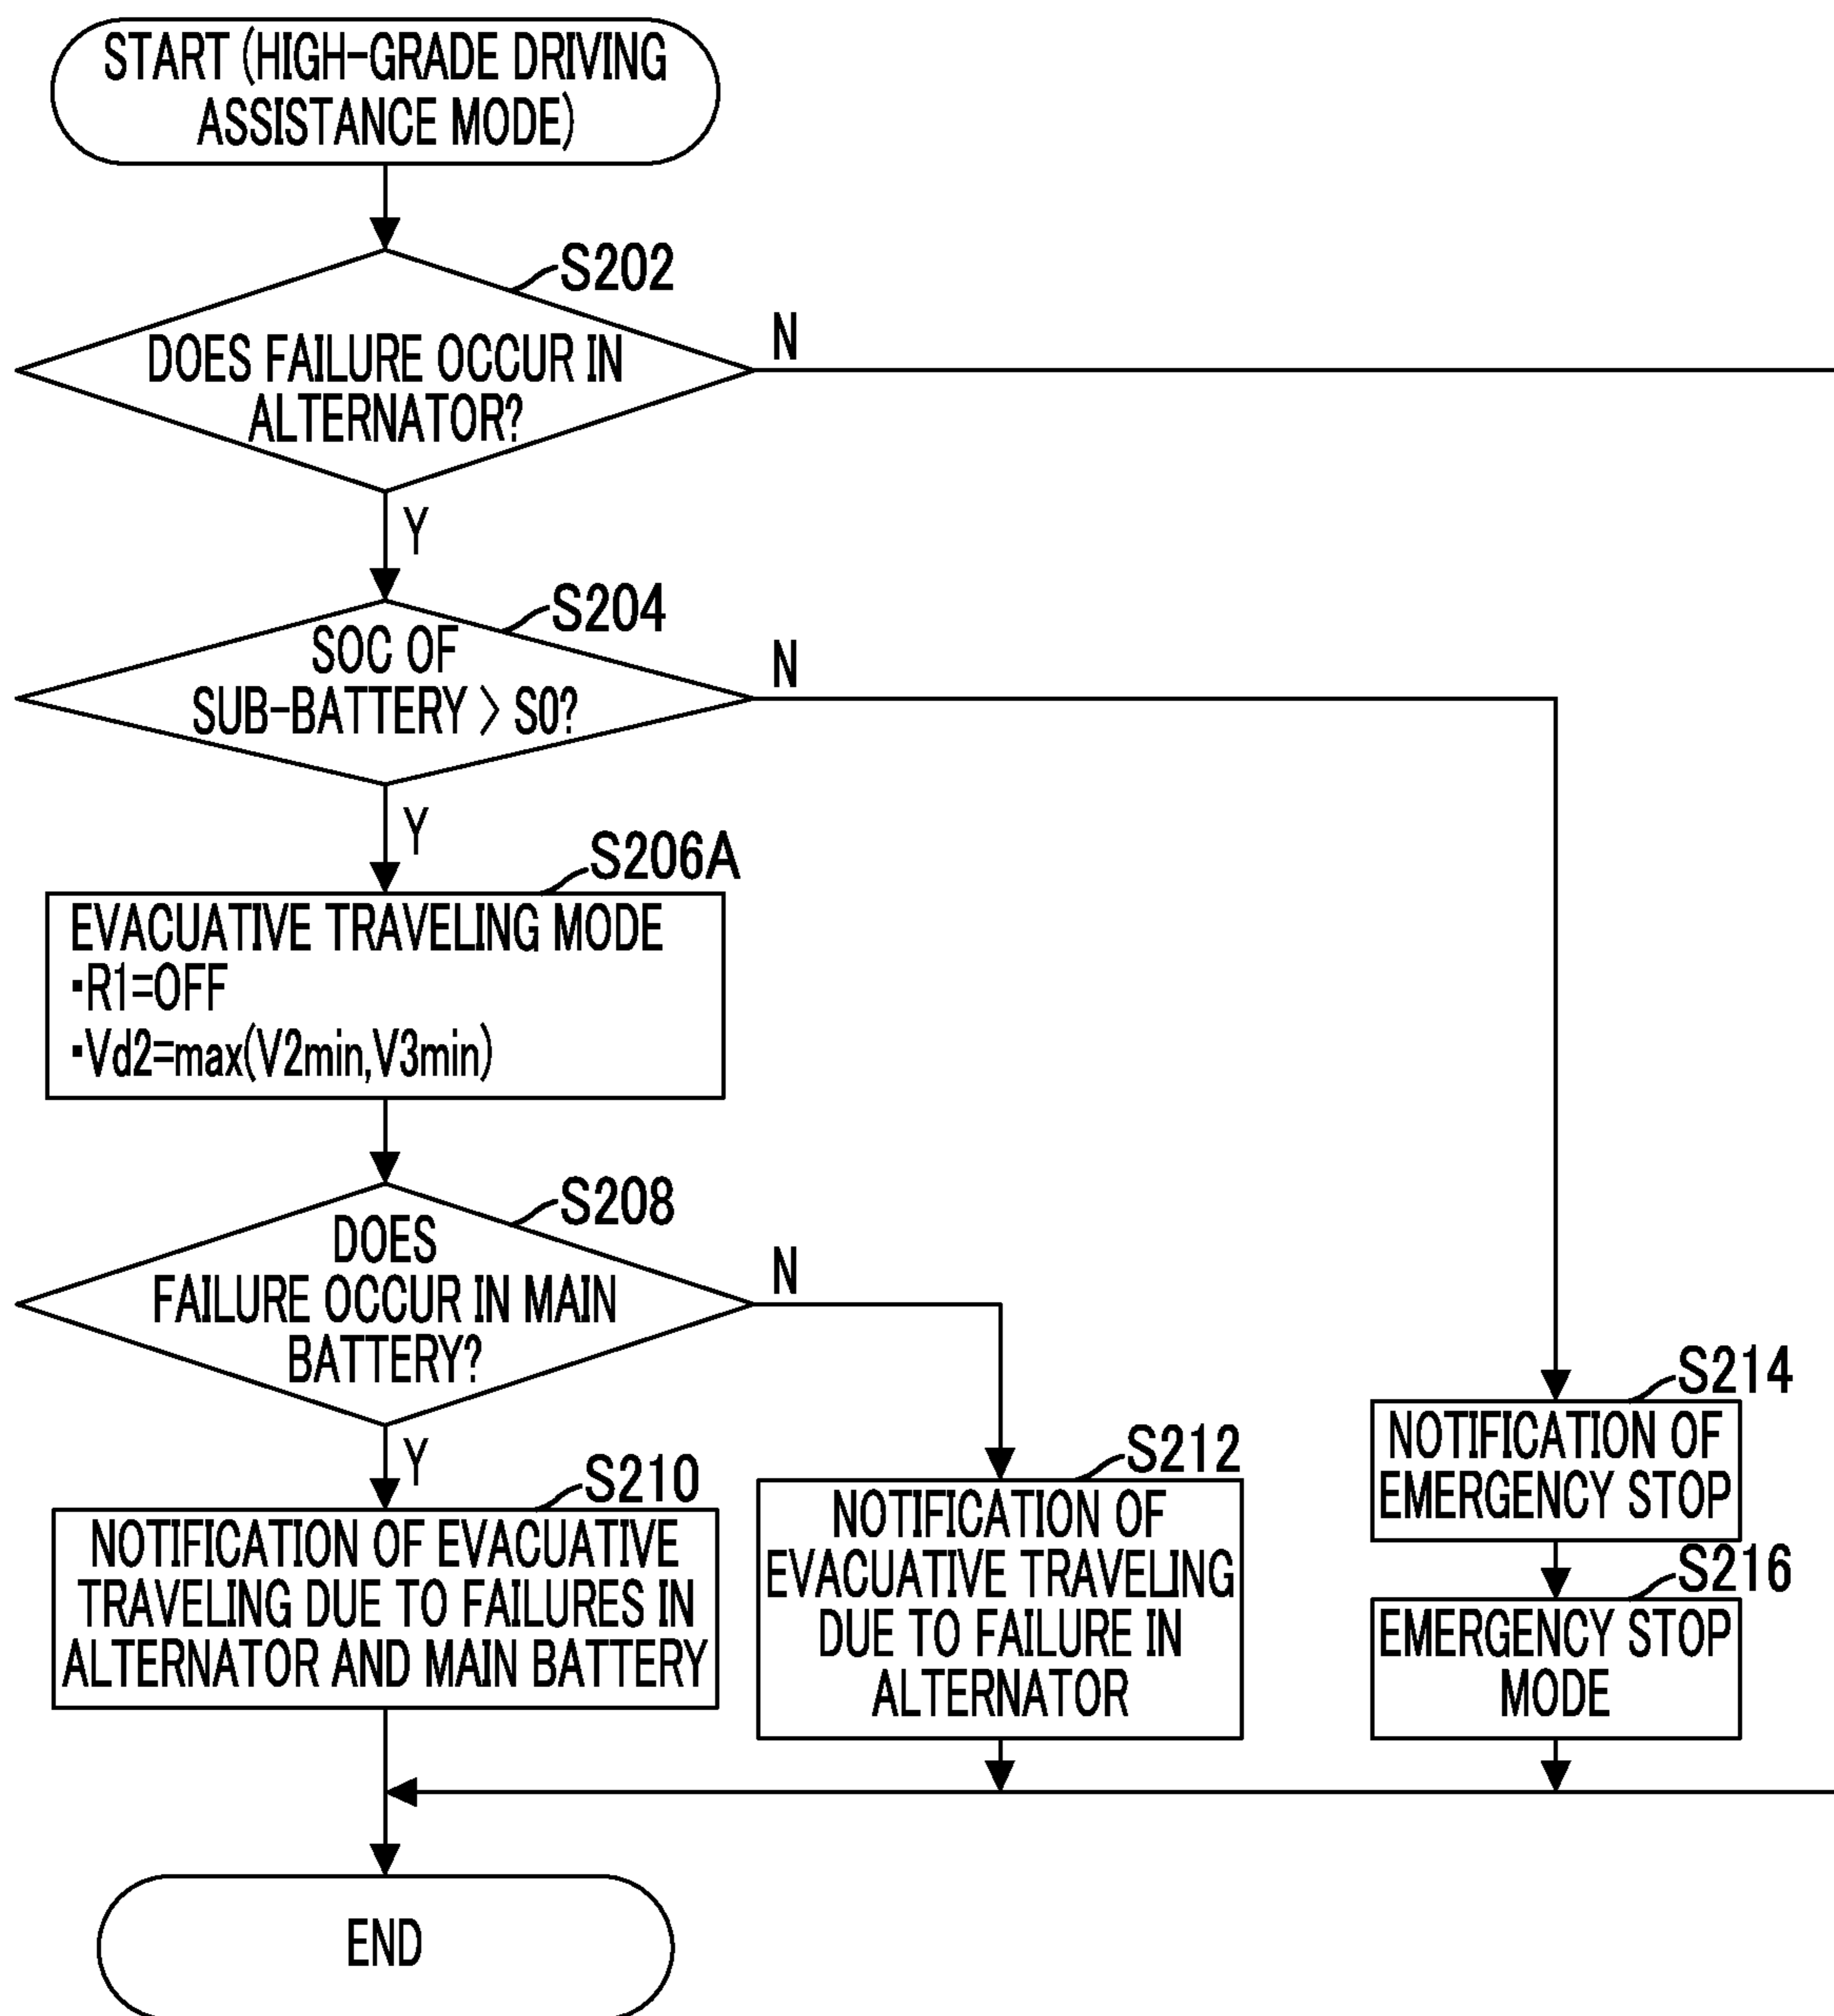 START (HIGH-GRADE DRIVING
ASSISTANCE MODE)
S202
DOES FAILURE OCCUR IN
ALTERNATOR?
N
Y
S204
SOC OF
SUB-BATTERY > S0?
N
Y
S206A
EVACUATIVE TRAVELING MODE
▪R1=OFF
▪Vd2=max(V2min,V3min)
S208
DOES
FAILURE OCCUR IN MAIN
BATTERY?
N
Y
S210
NOTIFICATION OF EVACUATIVE
TRAVELING DUE TO FAILURES IN
ALTERNATOR AND MAIN BATTERY
S212
NOTIFICATION OF
EVACUATIVE TRAVELING
DUE TO FAILURE IN
ALTERNATOR
S214
NOTIFICATION OF
EMERGENCY STOP
S216
EMERGENCY STOP
MODE
END